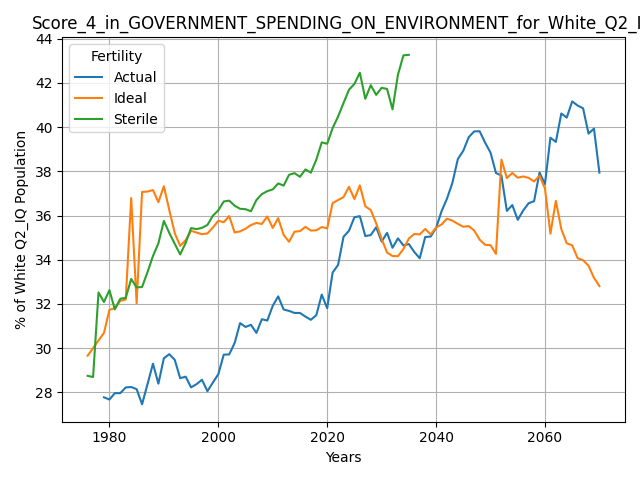 Score_4_in_GOVERNMENT_SPENDING_ON_ENVIRONMENT_for_White_Q2_I
Fertility
Actual
Ideal
Sterile
% of White Q2_IQ Population
44
42
40
38
36
34
32
30
28
1980
2000
2020
2040
2060
Years